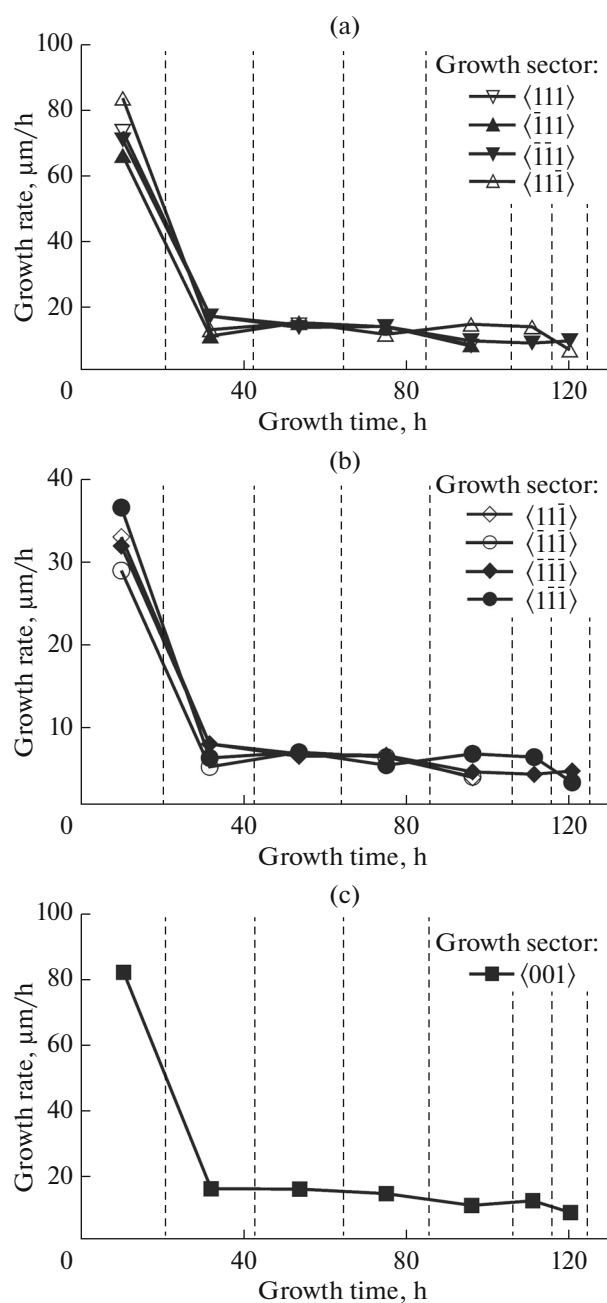 (a)
100
80
60
40
20
0
40
80
120
Growth rate, μm/h
Growth time, h
Growth sector:
⟨111⟩
⟨1̄11⟩
⟨1̄1̄1⟩
⟨111̄⟩
(b)
40
30
20
10
0
40
80
120
Growth rate, μm/h
Growth time, h
Growth sector:
⟨111̄⟩
⟨1̄11̄⟩
⟨1̄1̄1̄⟩
⟨11̄1̄⟩
(c)
100
80
60
40
20
0
40
80
120
Growth rate, μm/h
Growth time, h
Growth sector:
⟨001⟩